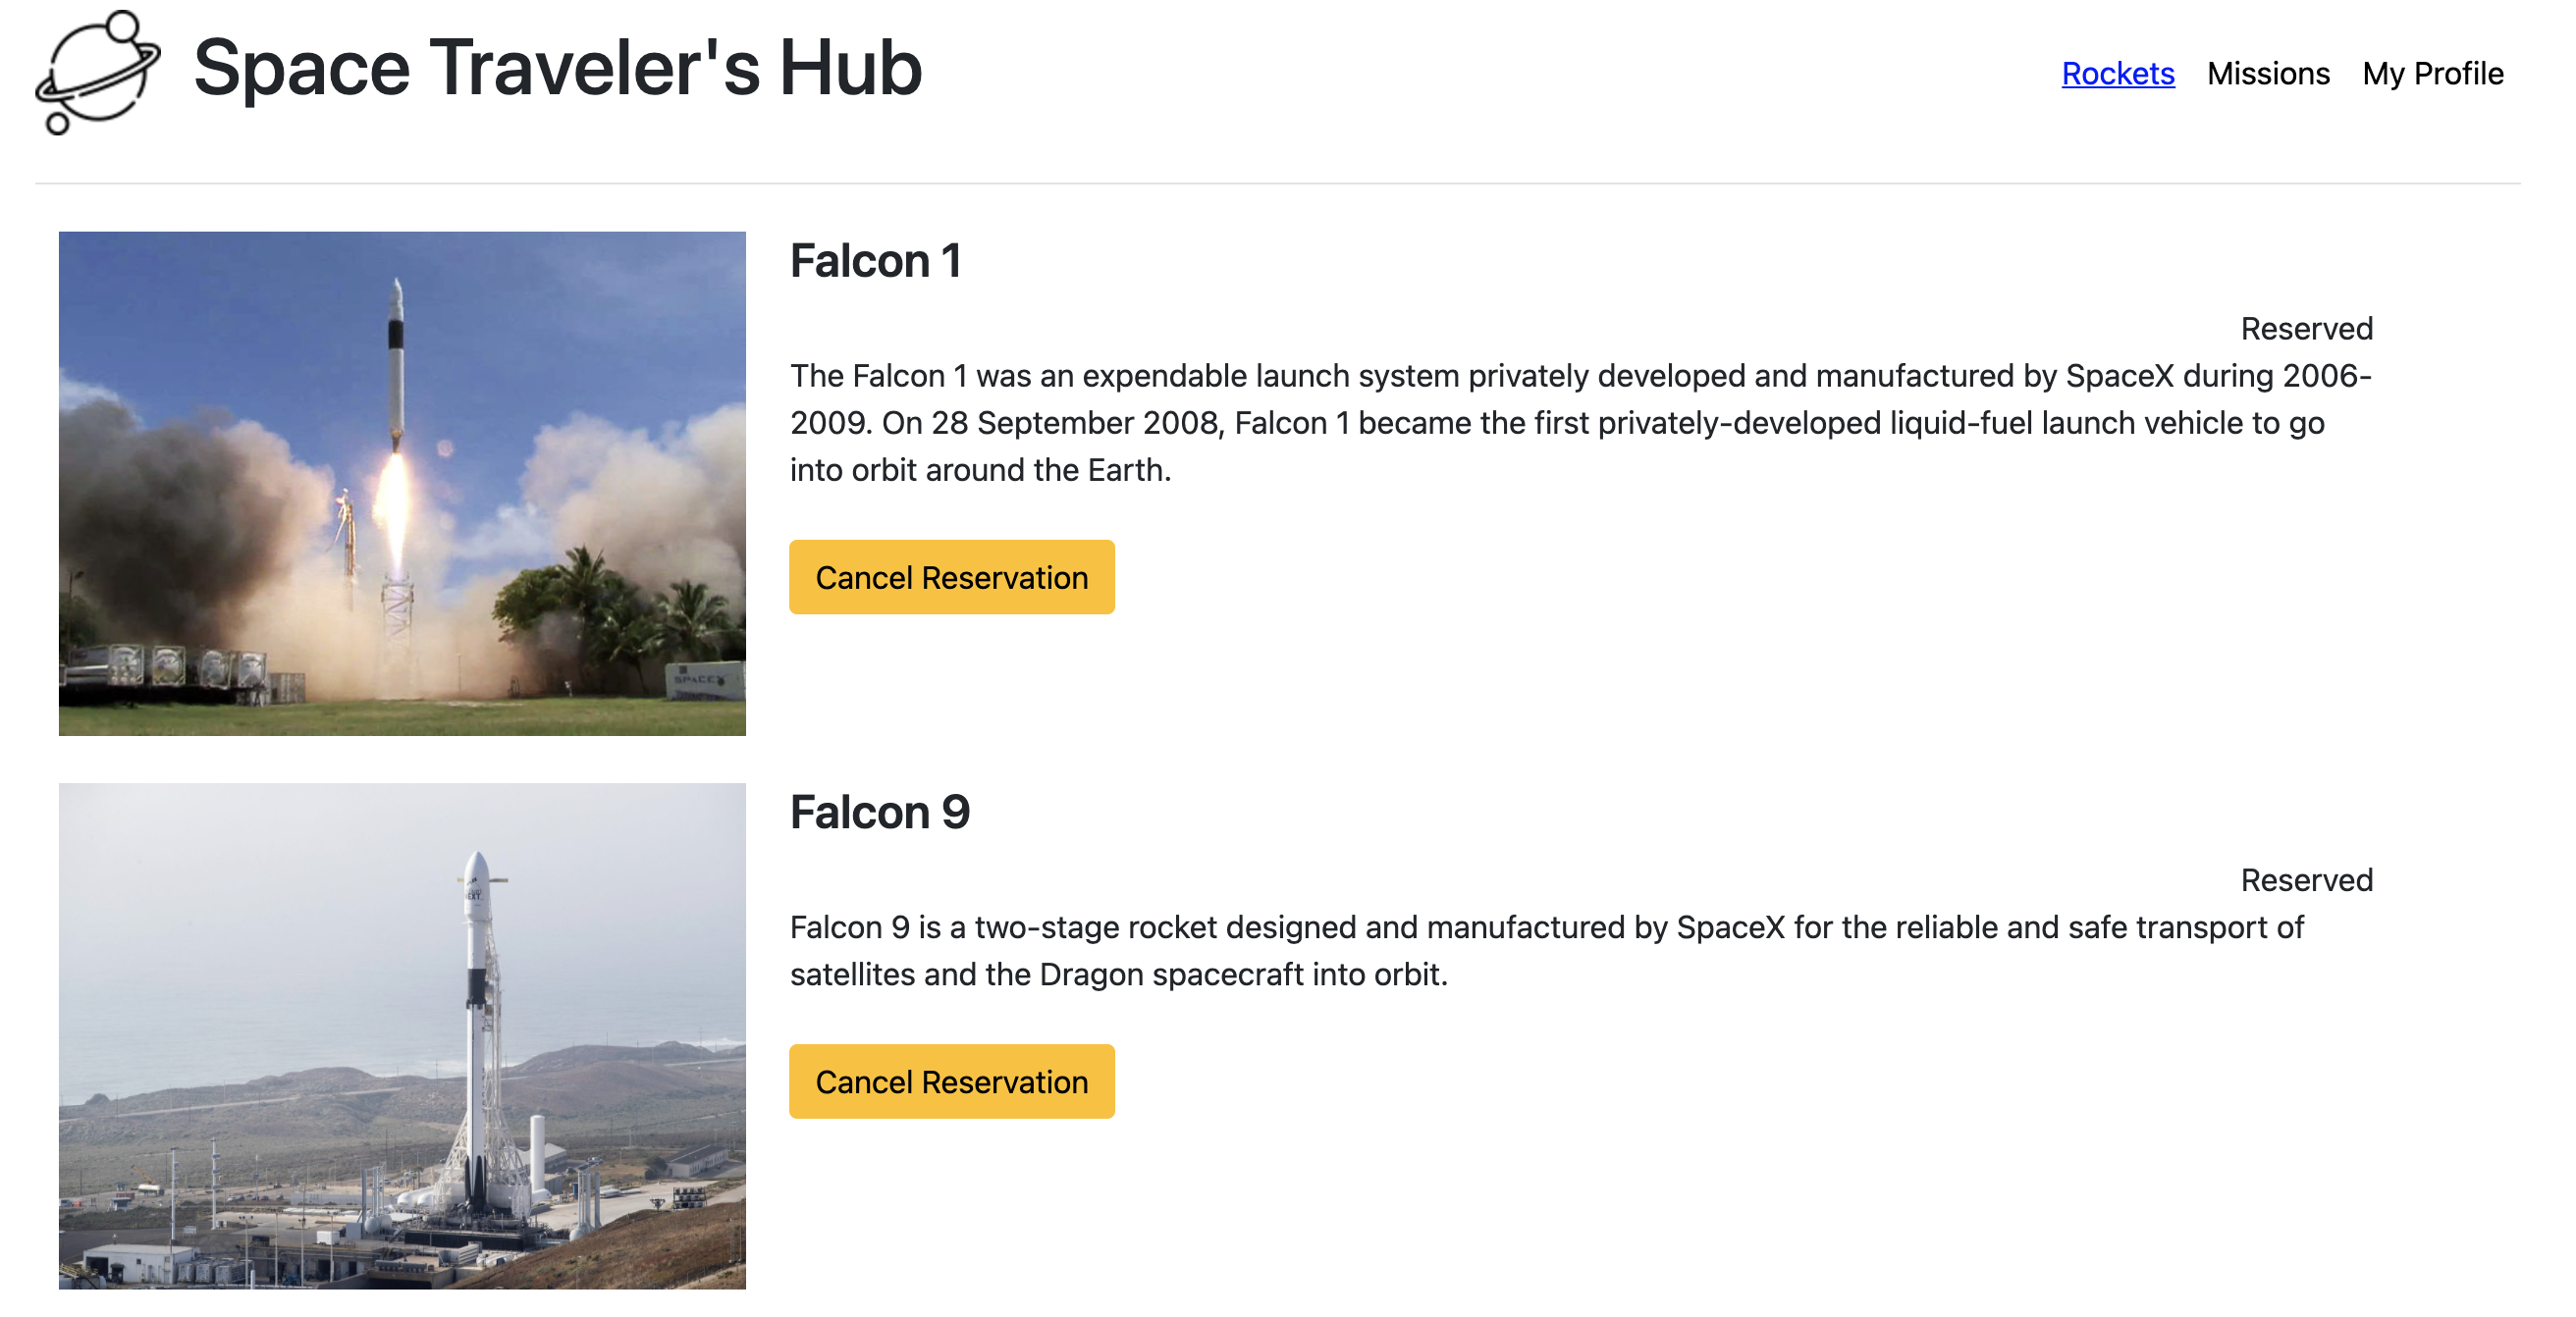 Space Traveler's Hub
Rockets Missions My Profile
Falcon 1
Reserved
The Falcon 1 was an expendable launch system privately developed and manufactured by SpaceX during 2006-
2009. On 28 September 2008, Falcon 1 became the first privately-developed liquid-fuel launch vehicle to go
into orbit around the Earth.
Cancel Reservation
SPACEX
Falcon 9
Reserved
Falcon 9 is a two-stage rocket designed and manufactured by SpaceX for the reliable and safe transport of
satellites and the Dragon spacecraft into orbit.
Cancel Reservation